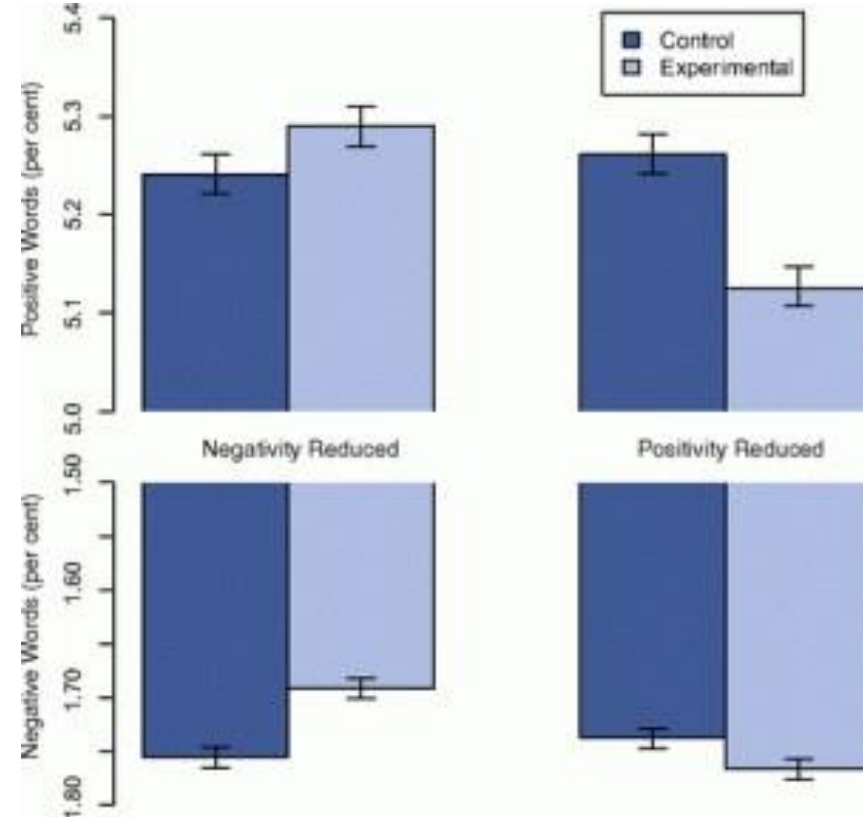 Control
Experimental
Positive Words (per cent)
5.4
5.3
5.2
5.1
5.0
Negativity Reduced
Positivity Reduced
Negative Words (per cent)
1.50
1.60
1.70
1.80